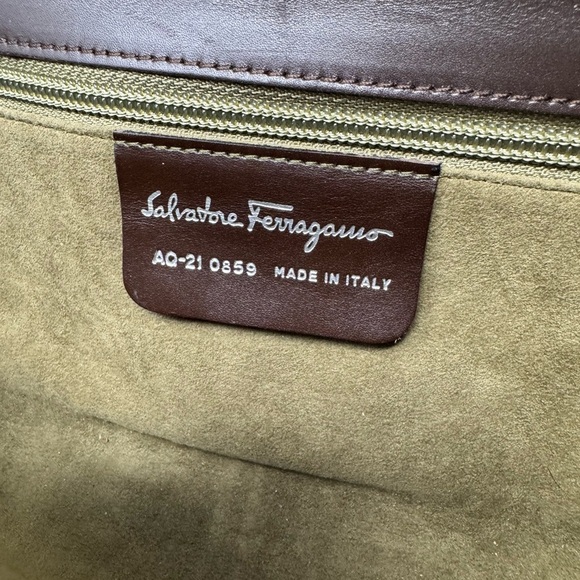 Salvatore Ferragamo
AQ-21 0859 MADE IN ITALY